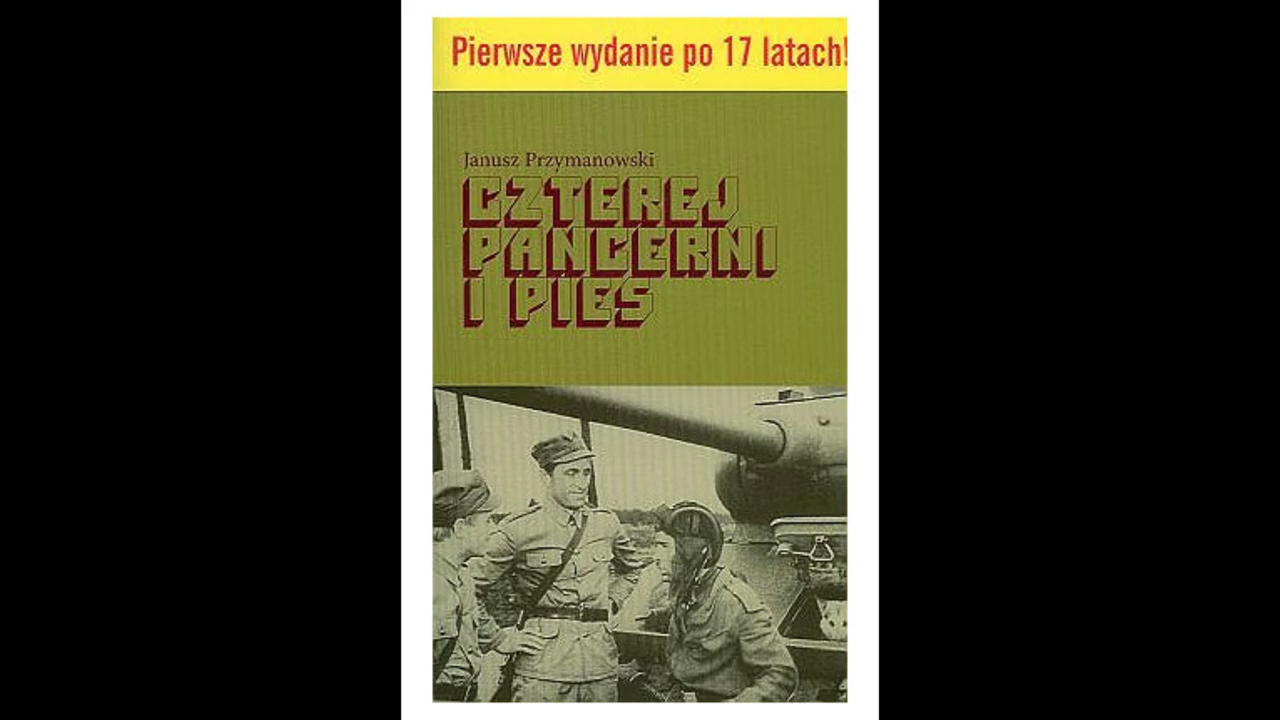 Pierwsze wydanie po 17 latach!
Janusz Przymanowski
CZTEREJ
PANCERNI
I PIES